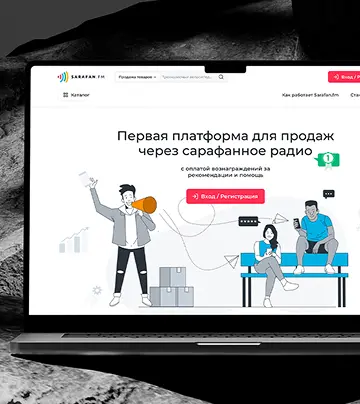 SARAFAN.FM
Продажа товаров
Вход / Р
Каталог
Как работает Sarafan.fm
Ста
Первая платформа для продаж
через сарафанное радио
с оплатой вознаграждений за
рекомендации и помощь
1
Вход / Регистрация